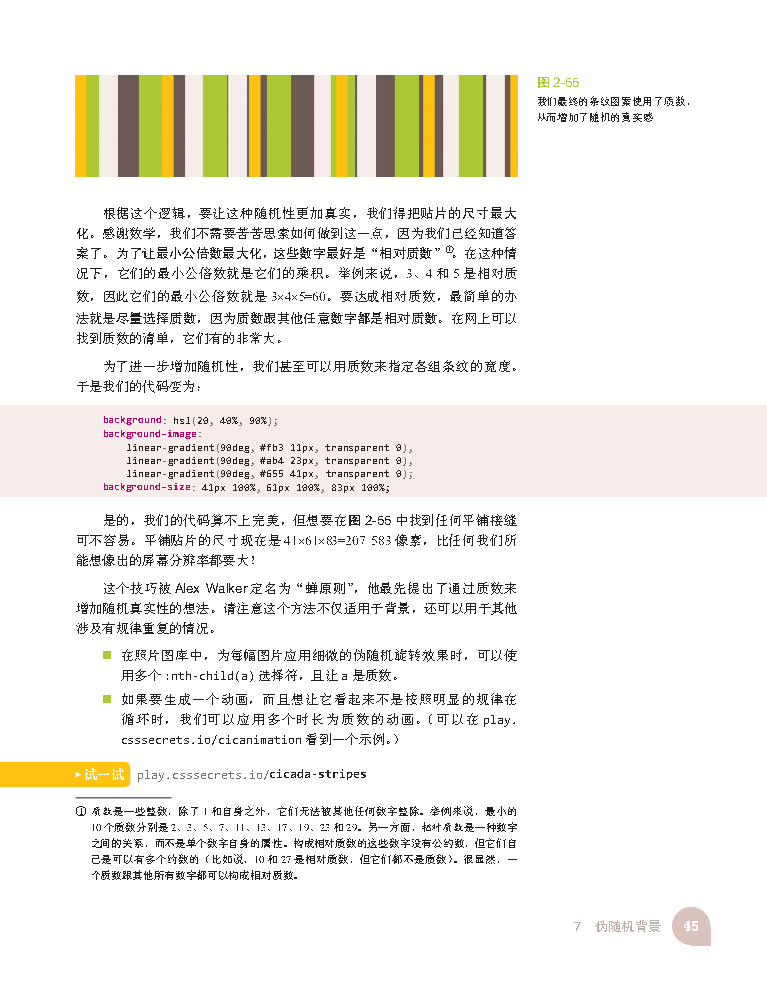 图 2-55
我们最终的条纹图案使用了质数，
从而增加了随机的真实感
根据这个逻辑，要让这种随机性更加真实，我们得把贴片的尺寸最大
化。感谢数学，我们不需要苦苦思索如何做到这一点，因为我们已经知道答
案了。为了让最小公倍数最大化，这些数字最好是“相对质数”①。在这种情
况下，它们的最小公倍数就是它们的乘积。举例来说，3、4 和 5 是相对质
数，因此它们的最小公倍数就是 3×4×5=60。要达成相对质数，最简单的办
法就是尽量选择质数，因为质数跟其他任意数字都是相对质数。在网上可以
找到质数的清单，它们有的非常大。
为了进一步增加随机性，我们甚至可以用质数来指定各组条纹的宽度。
于是我们的代码变为：
background: hsl(20, 40%, 90%);
background-image:
linear-gradient(90deg, #fb3 11px, transparent 0),
linear-gradient(90deg, #ab4 23px, transparent 0),
linear-gradient(90deg, #655 41px, transparent 0);
background-size: 41px 100%, 61px 100%, 83px 100%;
是的，我们的代码算不上完美，但想要在图 2-55 中找到任何平铺接缝
可不容易。平铺贴片的尺寸现在是 41×61×83=207 583 像素，比任何我们所
能想像出的屏幕分辨率都要大！
这个技巧被 Alex Walker 定名为“蝉原则”，他最先提出了通过质数来
增加随机真实性的想法。请注意这个方法不仅适用于背景，还可以用于其他
涉及有规律重复的情况。
■ 在照片图库中，为每幅图片应用细微的伪随机旋转效果时，可以使
用多个 :nth-child(a) 选择符，且让 a 是质数。
■ 如果要生成一个动画，而且想让它看起来不是按照明显的规律在
循环时，我们可以应用多个时长为质数的动画。（可以在 play.
csssecrets.io/cicanimation 看到一个示例。）
▶ 试一试 play.csssecrets.io/cicada-stripes
① 质数是一些整数，除了 1 和自身之外，它们无法被其他任何数字整除。举例来说，最小的
10 个质数分别是 2、3、5、7、11、13、17、19、23 和 29。另一方面，相对质数是一种数字
之间的关系，而不是单个数字自身的属性。构成相对质数的这些数字没有公约数，但它们自
己是可以有多个约数的（比如说，10 和 27 是相对质数，但它们都不是质数）。很显然，一
个质数跟其他所有数字都可以构成相对质数。
7 伪随机背景 45